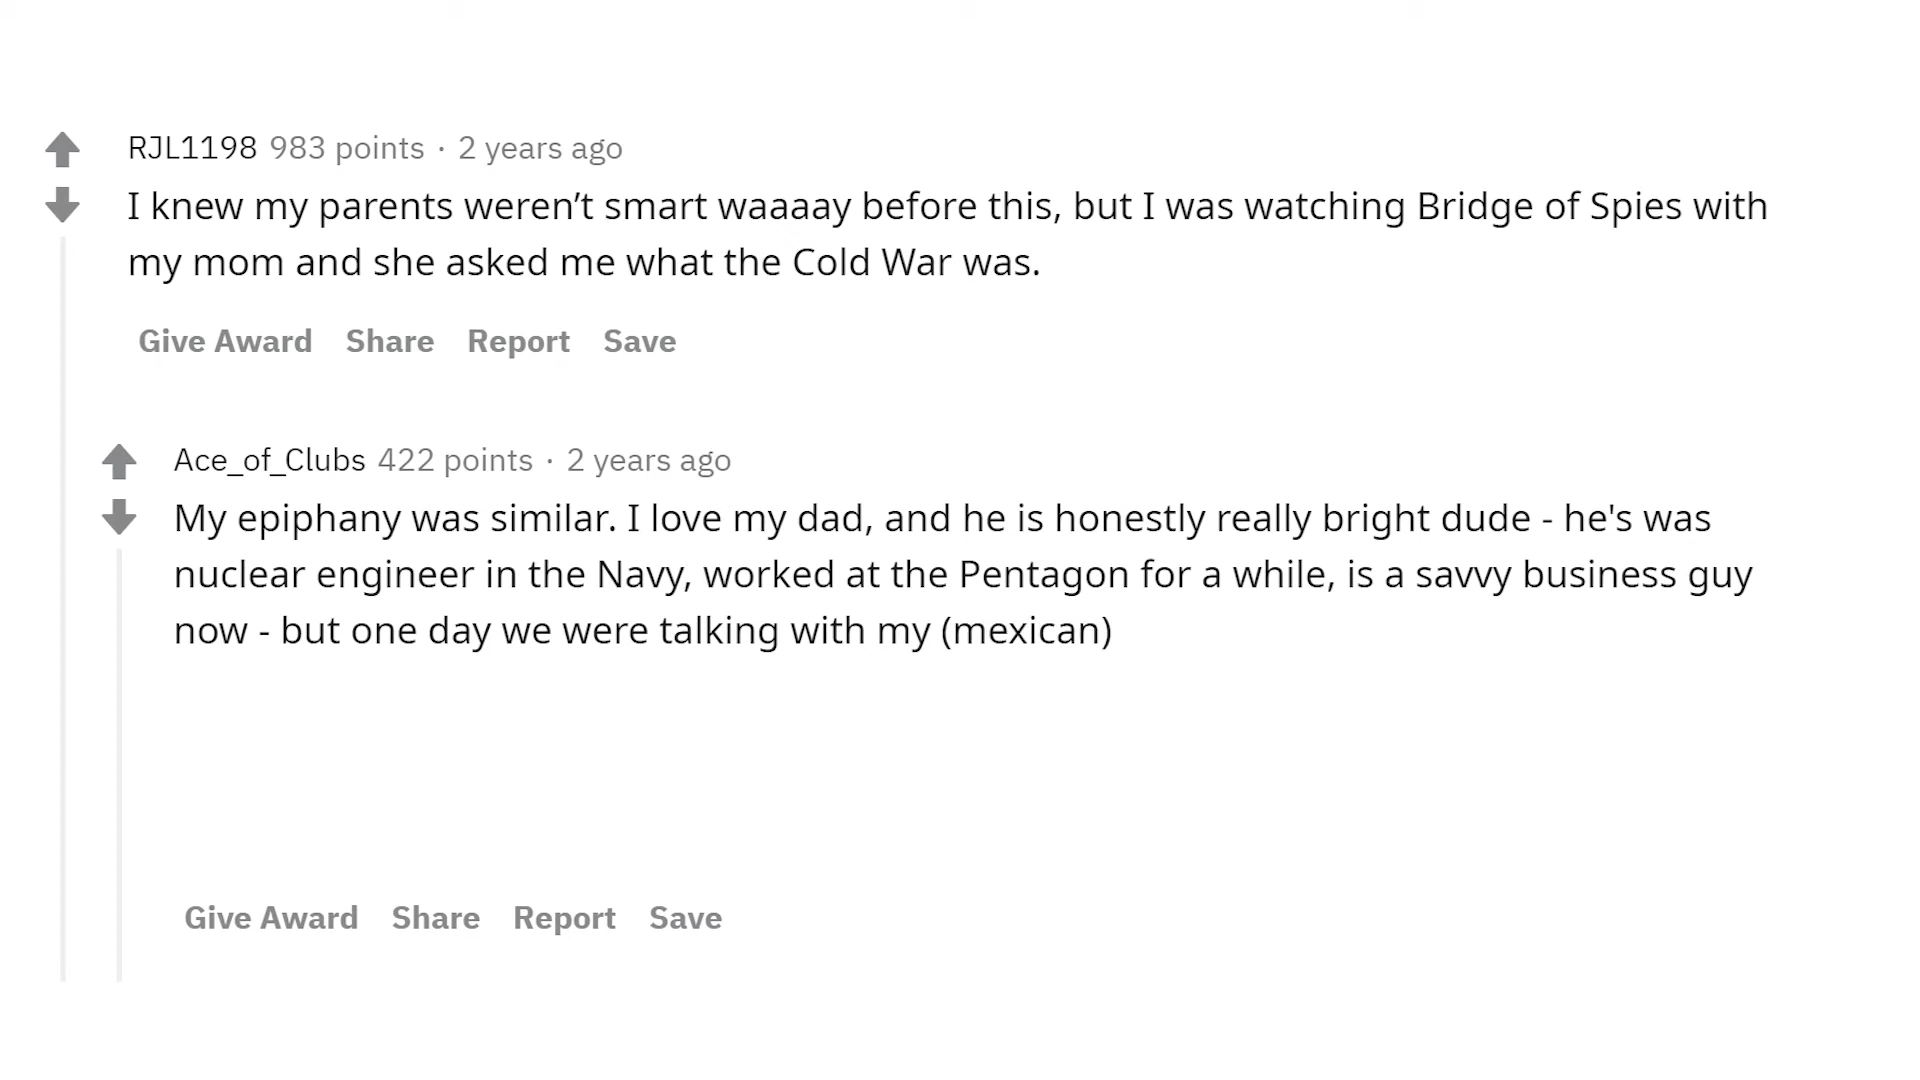 RJL1198 983 points · 2 years ago
I knew my parents weren’t smart waaaay before this, but I was watching Bridge of Spies with
my mom and she asked me what the Cold War was.
Give Award Share Report Save
Ace_of_Clubs 422 points · 2 years ago
My epiphany was similar. I love my dad, and he is honestly really bright dude - he's was
nuclear engineer in the Navy, worked at the Pentagon for a while, is a savvy business guy
now - but one day we were talking with my (mexican)
Give Award Share Report Save